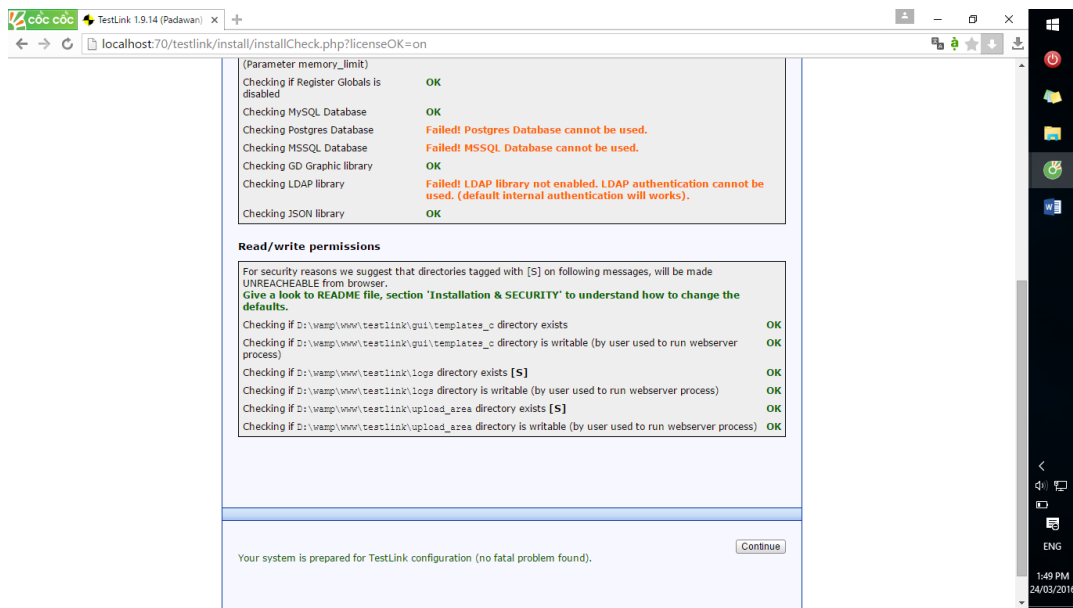 cốc cốc
TestLink 1.9.14 (Padawan)
localhost:70/testlink/install/installCheck.php?licenseOK=on
(Parameter memory_limit)
Checking if Register Globals is
disabled
OK
Checking MySQL Database
OK
Checking Postgres Database
Failed! Postgres Database cannot be used.
Checking MSSQL Database
Failed! MSSQL Database cannot be used.
Checking GD Graphic library
OK
Checking LDAP library
Failed! LDAP library not enabled. LDAP authentication cannot be
used. (default internal authentication will works).
Checking JSON library
OK
Read/write permissions
For security reasons we suggest that directories tagged with [S] on following messages, will be made
UNREACHEABLE from browser.
Give a look to README file, section 'Installation & SECURITY' to understand how to change the
defaults.
Checking if D:\wamp\www\testlink\gui\templates_c directory exists OK
Checking if D:\wamp\www\testlink\gui\templates_c directory is writable (by user used to run webserver OK
process)
Checking if D:\wamp\www\testlink\logs directory exists [S] OK
Checking if D:\wamp\www\testlink\logs directory is writable (by user used to run webserver process) OK
Checking if D:\wamp\www\testlink\upload_area directory exists [S] OK
Checking if D:\wamp\www\testlink\upload_area directory is writable (by user used to run webserver process) OK
Continue
Your system is prepared for TestLink configuration (no fatal problem found).
ENG
1:49 PM
24/03/2016